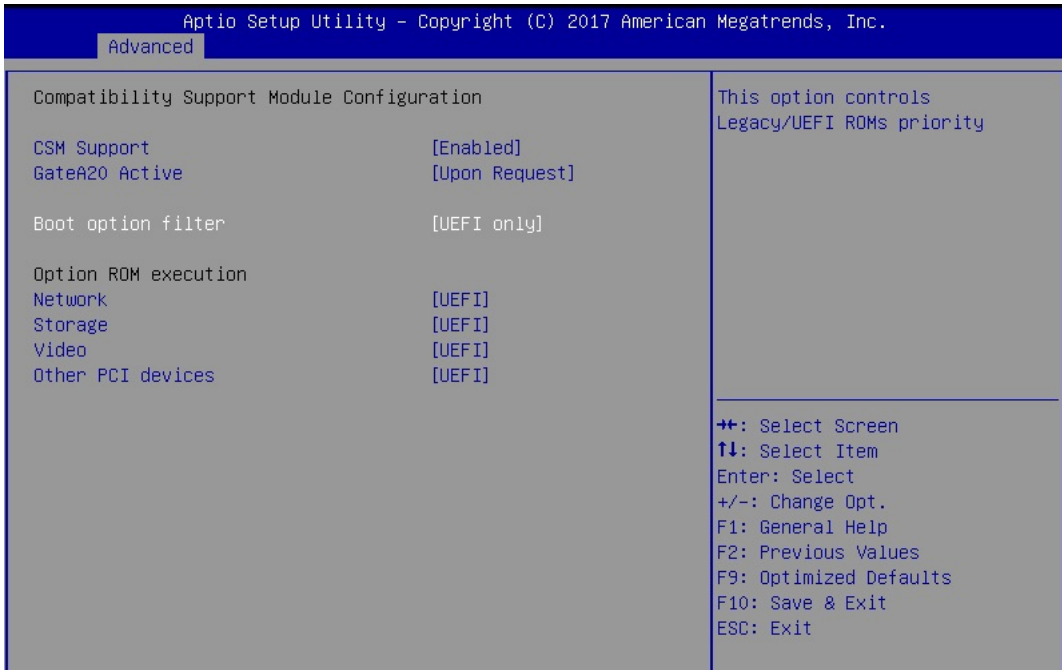 Aptio Setup Utility – Copyright (C) 2017 American Megatrends, Inc.
Advanced
Compatibility Support Module Configuration
CSM Support [Enabled]
GateA20 Active [Upon Request]
Boot option filter [UEFI only]
Option ROM execution
Network [UEFI]
Storage [UEFI]
Video [UEFI]
Other PCI devices [UEFI]
This option controls
Legacy/UEFI ROMs priority
→←: Select Screen
↑↓: Select Item
Enter: Select
+/-: Change Opt.
F1: General Help
F2: Previous Values
F9: Optimized Defaults
F10: Save & Exit
ESC: Exit